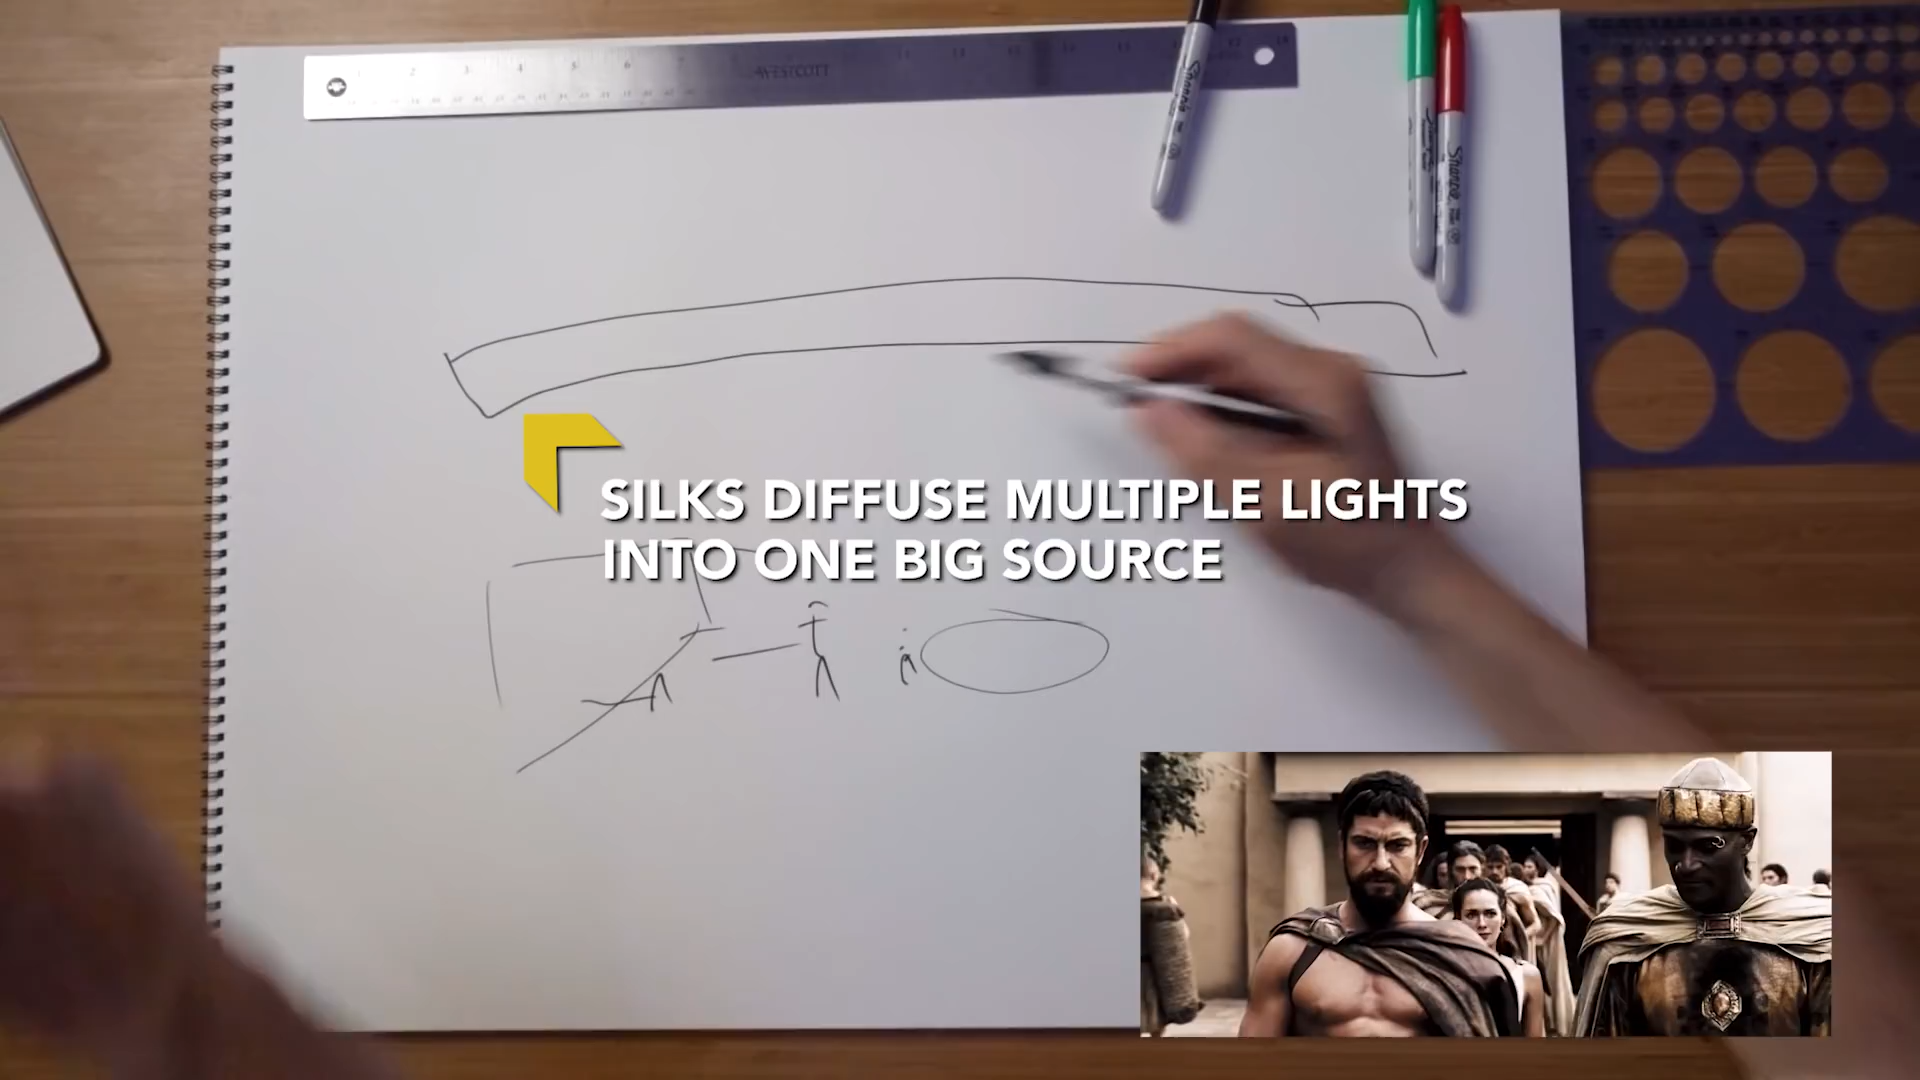 WESTCOTT
Sharpie
Sharpie
SILKS DIFFUSE MULTIPLE LIGHTS
INTO ONE BIG SOURCE